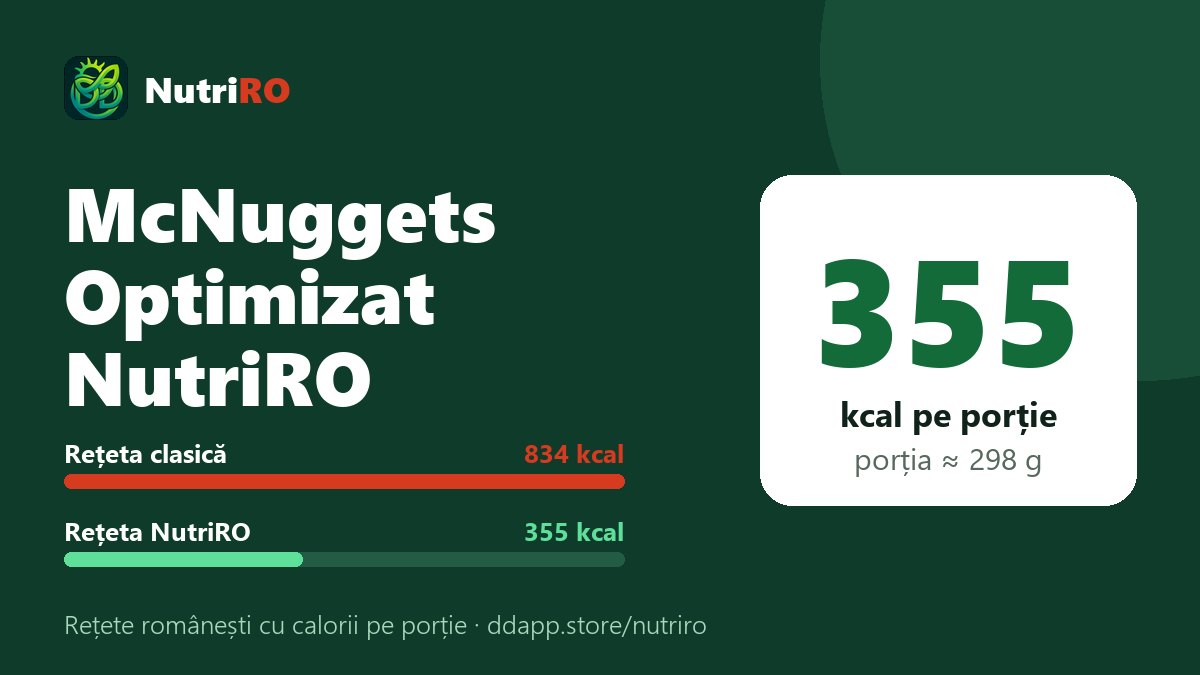 NutriRO
McNuggets
Optimizat
NutriRO
Rețeta clasică 834 kcal
Rețeta NutriRO 355 kcal
355
kcal pe porție
porția ≈ 298 g
Rețete românești cu calorii pe porție · ddapp.store/nutriro